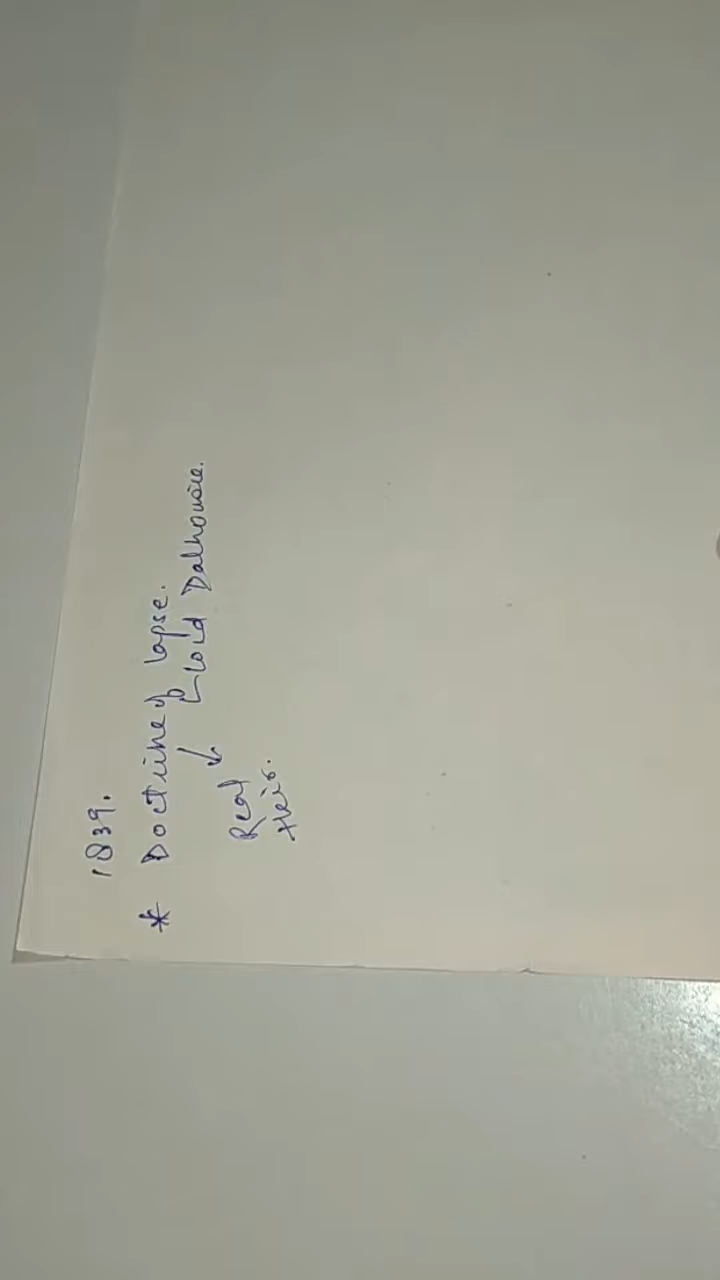 1839.
* Doctrine of lapse.
Lord Dalhousie.
Real
Heir.